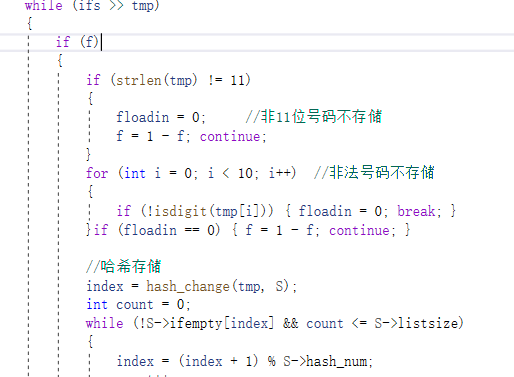 while (ifs >> tmp)
{
if (f)
{
if (strlen(tmp) != 11)
{
floadin = 0;     //非11位号码不存储
f = 1 - f; continue;
}
for (int i = 0; i < 10; i++)  //非法号码不存储
{
if (!isdigit(tmp[i])) { floadin = 0; break; }
}if (floadin == 0) { f = 1 - f; continue; }
//哈希存储
index = hash_change(tmp, S);
int count = 0;
while (!S->ifempty[index] && count <= S->listsize)
{
index = (index + 1) % S->hash_num;